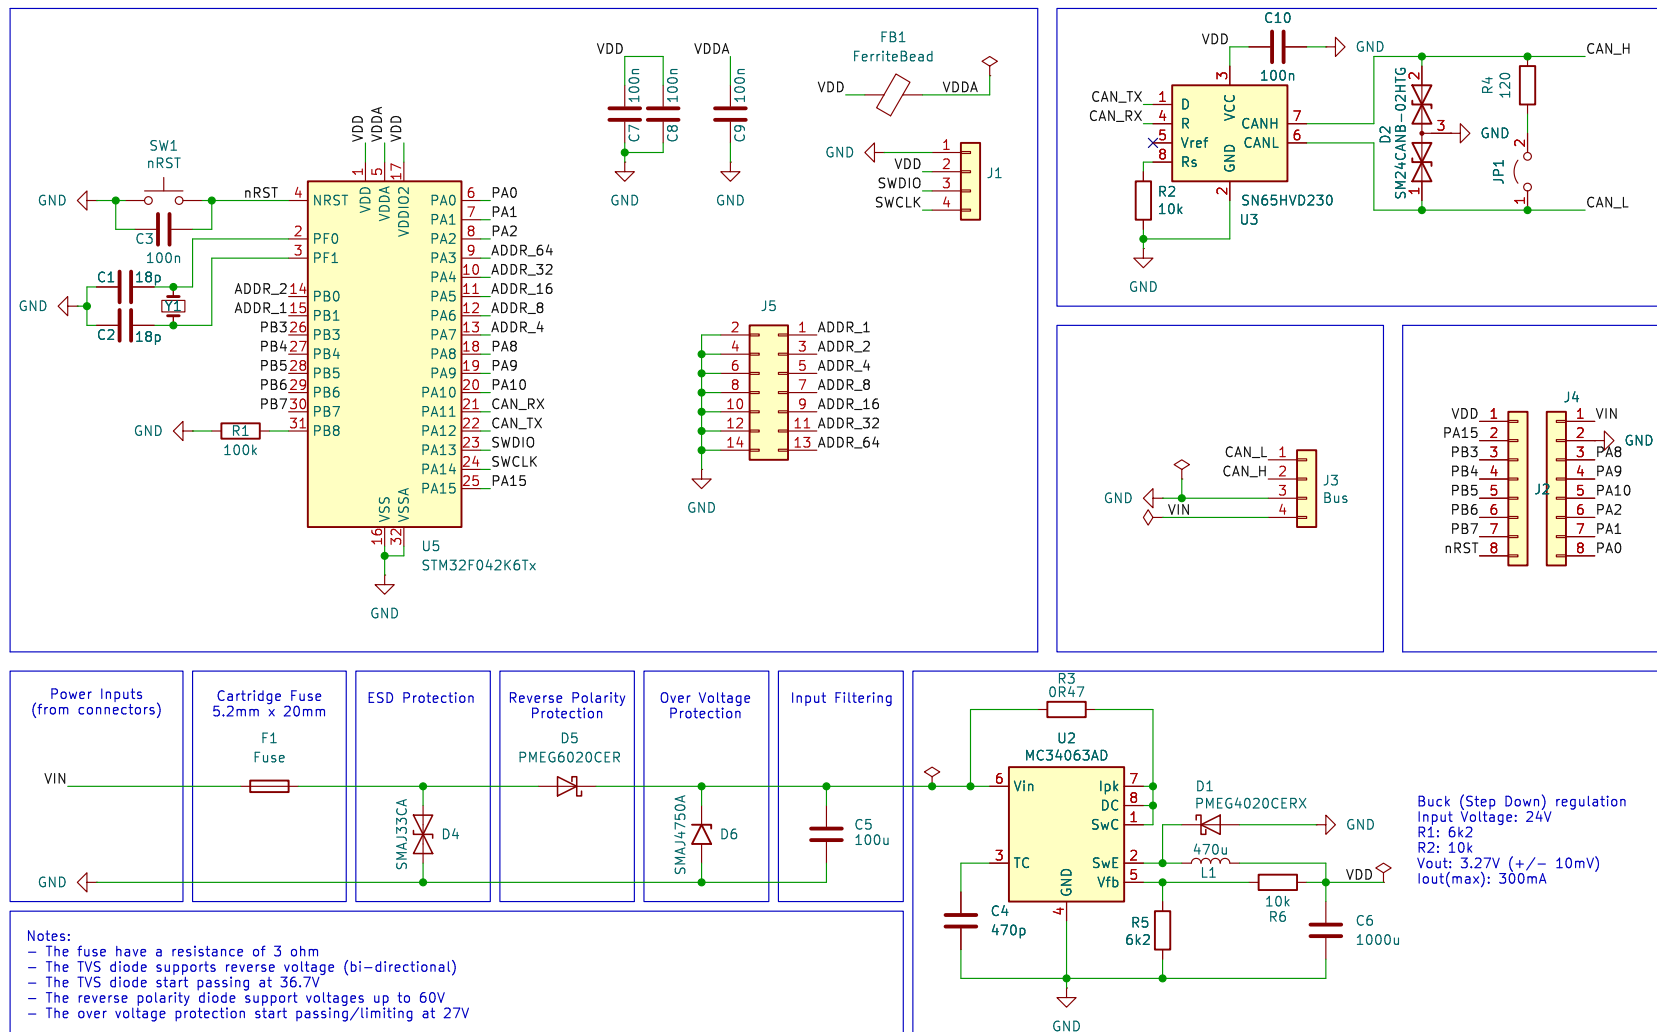 VDD
VDDA
VDD
1
5
17
VDD
VDDA
VDDIO2
SW1
nRST
GND
nRST
4
NRST
C3
100n
2
PF0
3
PF1
C1
18p
GND
Y1
C2
18p
ADDR_2
14
PB0
ADDR_1
15
PB1
PB3
26
PB3
PB4
27
PB4
PB5
28
PB5
PB6
29
PB6
PB7
30
PB7
GND
R1
100k
31
PB8
PA0
6
PA0
PA1
7
PA1
PA2
8
PA2
PA3
9
ADDR_64
PA4
10
ADDR_32
PA5
11
ADDR_16
PA6
12
ADDR_8
PA7
13
ADDR_4
PA8
18
PA8
PA9
19
PA9
PA10
20
PA10
PA11
21
CAN_RX
PA12
22
CAN_TX
PA13
23
SWDIO
PA14
24
SWCLK
PA15
25
PA15
VSS
VSSA
16
32
U5
STM32F042K6Tx
GND
VDD
VDDA
100n
100n
100n
C7
C8
C9
GND
GND
FB1
FerriteBead
VDD
VDDA
GND
1
VDD
2
SWDIO
3
SWCLK
4
J1
J5
2
1
ADDR_1
4
3
ADDR_2
6
5
ADDR_4
8
7
ADDR_8
10
9
ADDR_16
12
11
ADDR_32
14
13
ADDR_64
GND
C10
VDD
GND
100n
3
VCC
CAN_TX
1
D
CAN_RX
4
R
5
Vref
8
Rs
CANH
7
CANL
6
GND
2
R2
10k
SN65HVD230
U3
GND
CAN_H
SM24CANB-02HTG
D2
2
3
1
GND
R4
120
JP1
2
1
CAN_L
CAN_L
1
CAN_H
2
GND
3
VIN
4
J3
Bus
J4
VDD
1
PA15
2
PB3
3
PB4
4
PB5
5
PB6
6
PB7
7
nRST
8
J2
1
VIN
2
GND
3
PA8
4
PA9
5
PA10
6
PA2
7
PA1
8
PA0
Power Inputs
(from connectors)
VIN
GND
Cartridge Fuse
5.2mm x 20mm
F1
Fuse
ESD Protection
SMAJ33CA
D4
Reverse Polarity
Protection
D5
PMEG6020CER
Over Voltage
Protection
SMAJ4750A
D6
Input Filtering
C5
100u
R3
0R47
U2
MC34063AD
6
Vin
Ipk
7
DC
8
SwC
1
3
TC
SwE
2
Vfb
5
GND
4
D1
PMEG4020CERX
GND
470u
L1
VDD
10k
R6
C4
470p
R5
6k2
C6
1000u
GND
Buck (Step Down) regulation
Input Voltage: 24V
R1: 6k2
R2: 10k
Vout: 3.27V (+/- 10mV)
Iout(max): 300mA
Notes:
- The fuse have a resistance of 3 ohm
- The TVS diode supports reverse voltage (bi-directional)
- The TVS diode start passing at 36.7V
- The reverse polarity diode support voltages up to 60V
- The over voltage protection start passing/limiting at 27V